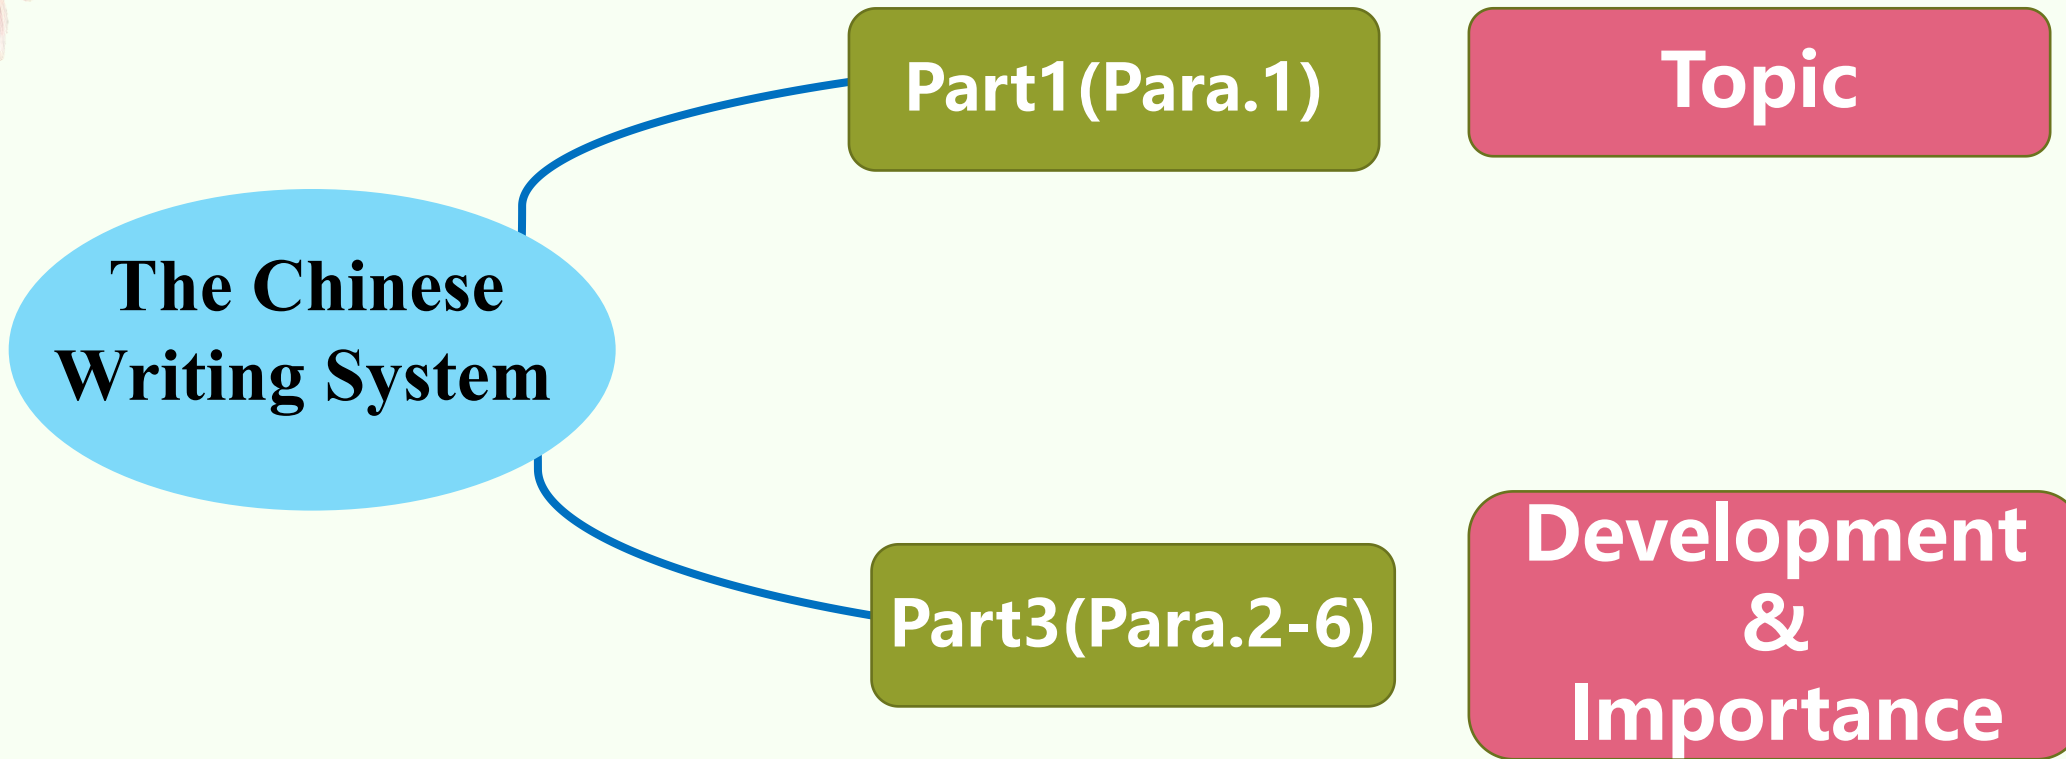 Part1(Para.1)
Topic
The Chinese
Writing System
Part3(Para.2-6)
Development
&
Importance